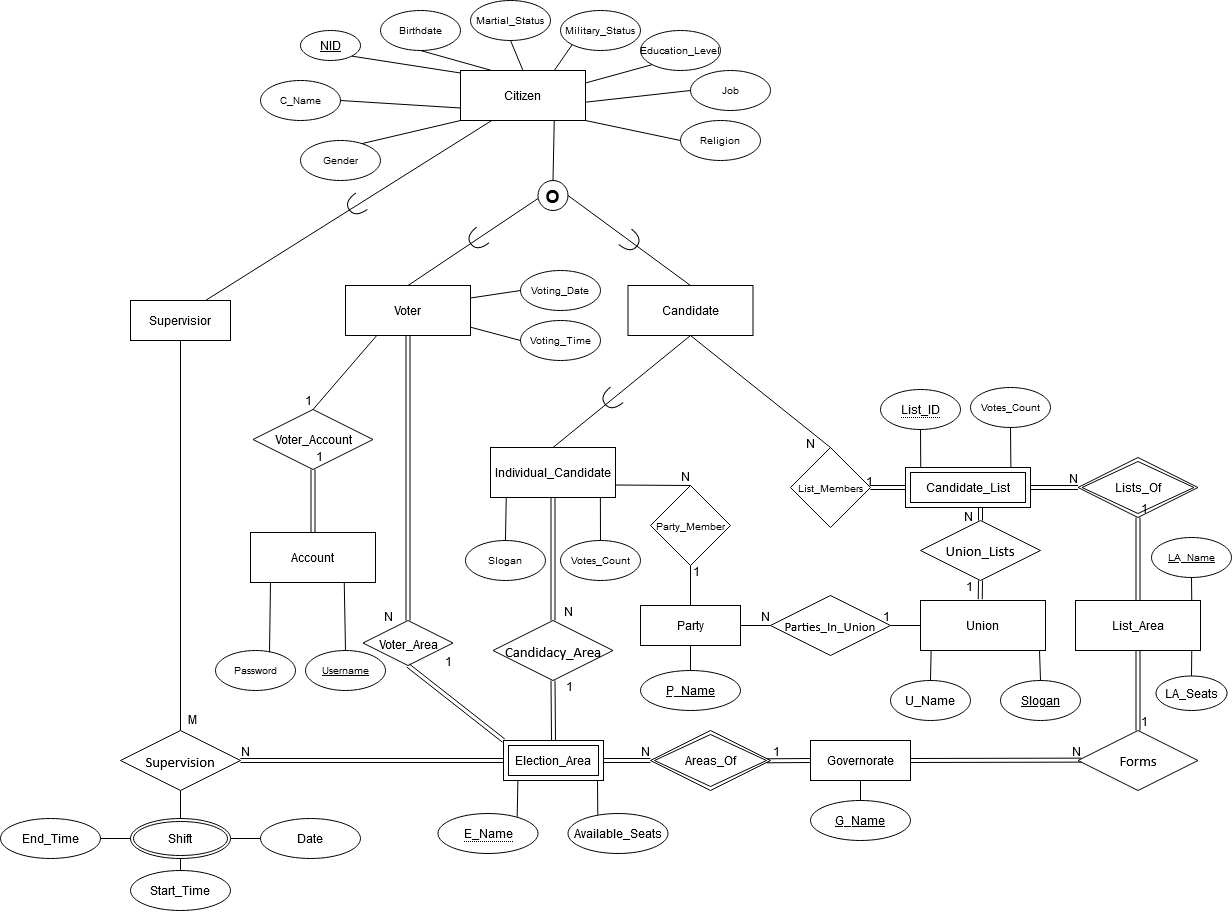 Martial_Status
Birthdate
Military_Status
NID
Education_Level
Citizen
Job
C_Name
Religion
Gender
O
Voting_Date
Supervisior
Voter
Candidate
Voting_Time
1
List_ID
Votes_Count
Voter_Account
N
1
Individual_Candidate
N
List_Members
1
Candidate_List
N
Lists_Of
1
N
Party_Member
Union_Lists
Account
Slogan
Votes_Count
1
LA_Name
1
N
N
Party
N
Parties_In_Union
1
Union
List_Area
Voter_Area
1
Candidacy_Area
Password
Username
1
P_Name
U_Name
Slogan
LA_Seats
M
1
Supervision
N
Election_Area
N
Areas_Of
1
Governorate
N
Forms
G_Name
End_Time
Shift
Date
E_Name
Available_Seats
Start_Time